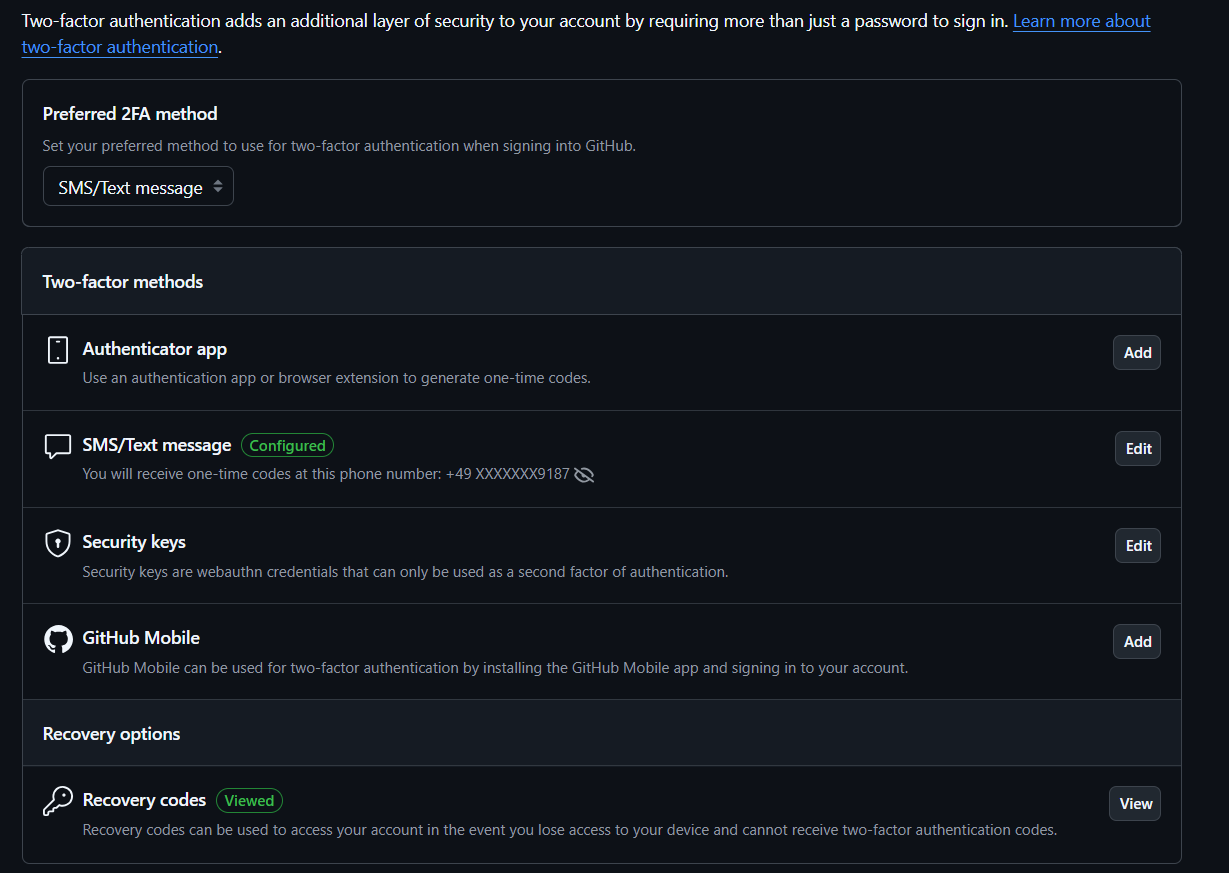 Two-factor authentication adds an additional layer of security to your account by requiring more than just a password to sign in. Learn more about
two-factor authentication.
Preferred 2FA method
Set your preferred method to use for two-factor authentication when signing into GitHub.
SMS/Text message
Two-factor methods
Authenticator app
Add
Use an authentication app or browser extension to generate one-time codes.
SMS/Text message Configured
Edit
You will receive one-time codes at this phone number: +49 XXXXXXX9187
Security keys
Edit
Security keys are webauthn credentials that can only be used as a second factor of authentication.
GitHub Mobile
Add
GitHub Mobile can be used for two-factor authentication by installing the GitHub Mobile app and signing in to your account.
Recovery options
Recovery codes Viewed
View
Recovery codes can be used to access your account in the event you lose access to your device and cannot receive two-factor authentication codes.